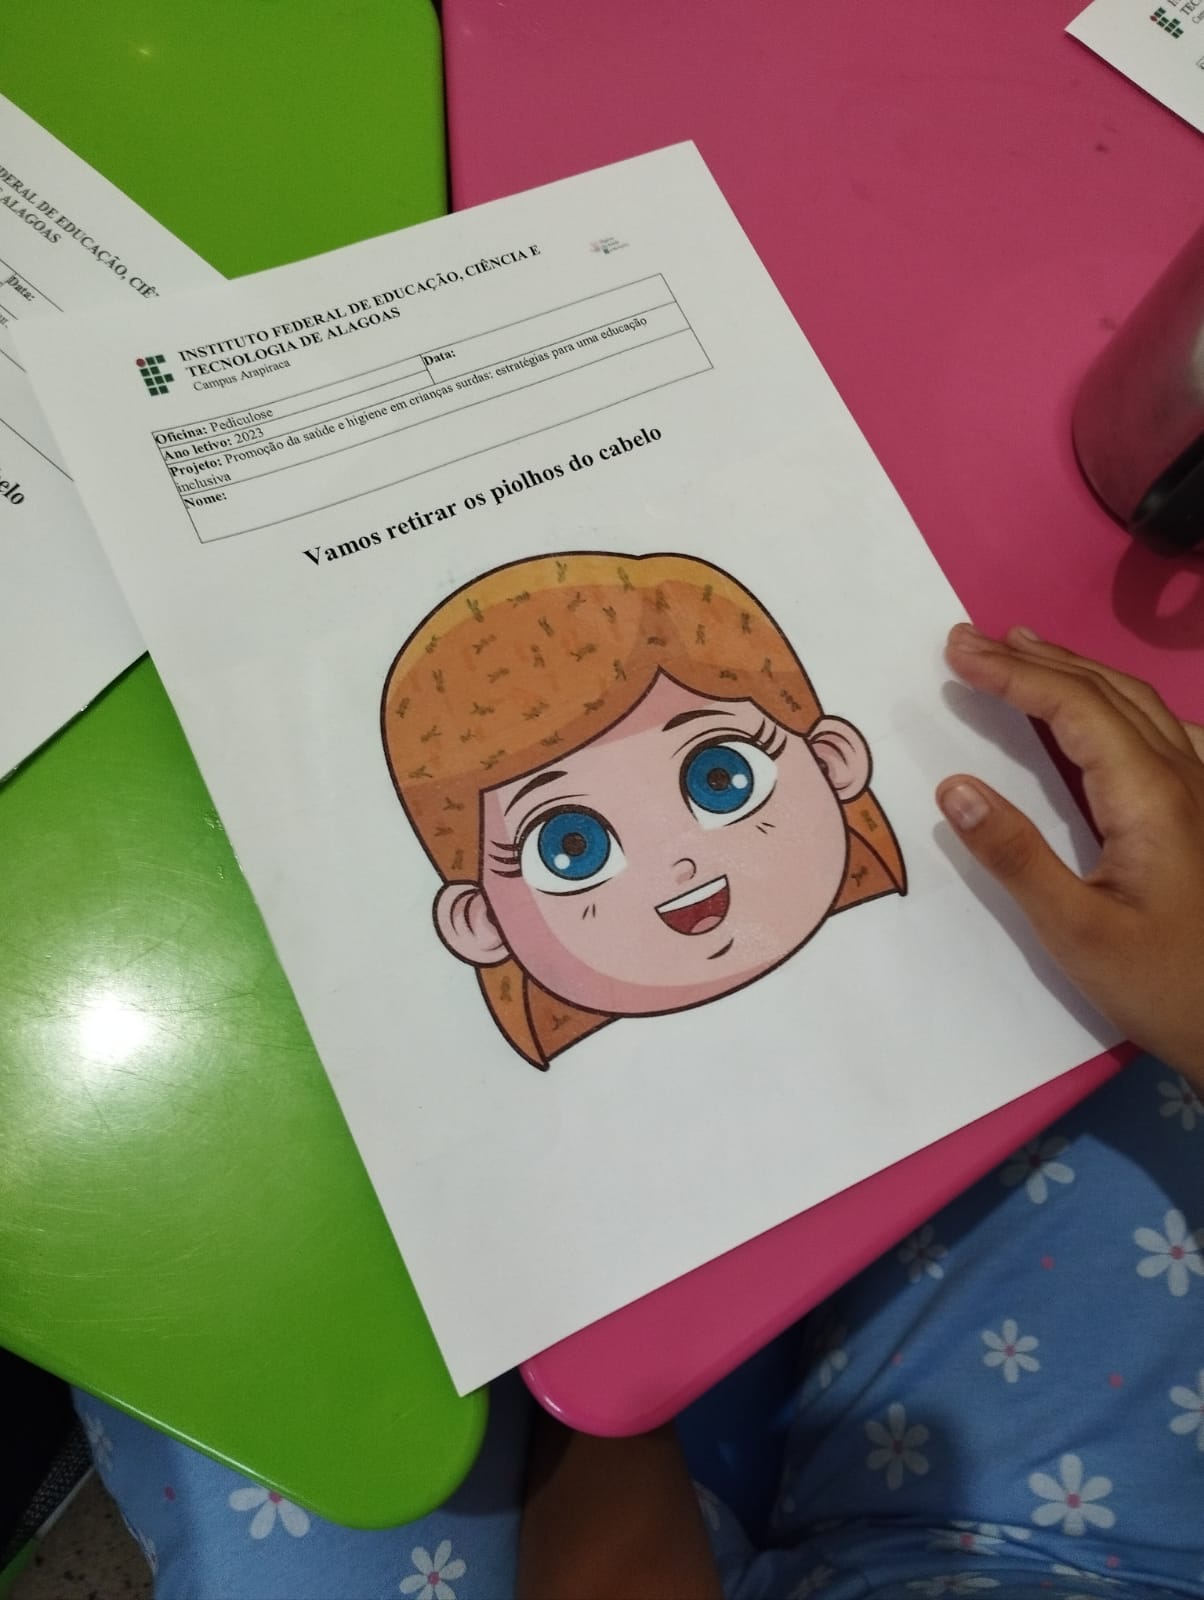 INSTITUTO FEDERAL DE EDUCAÇÃO, CIÊNCIA E
TECNOLOGIA DE ALAGOAS
Campus Arapiraca
Oficina: Pediculose
Data:
Ano letivo: 2023
Projeto: Promoção da saúde e higiene em crianças surdas: estratégias para uma educação
inclusiva
Nome:
Vamos retirar os piolhos do cabelo
DERAL DE EDUCAÇÃO, CIÊ
ALAGOAS
Data:
elo